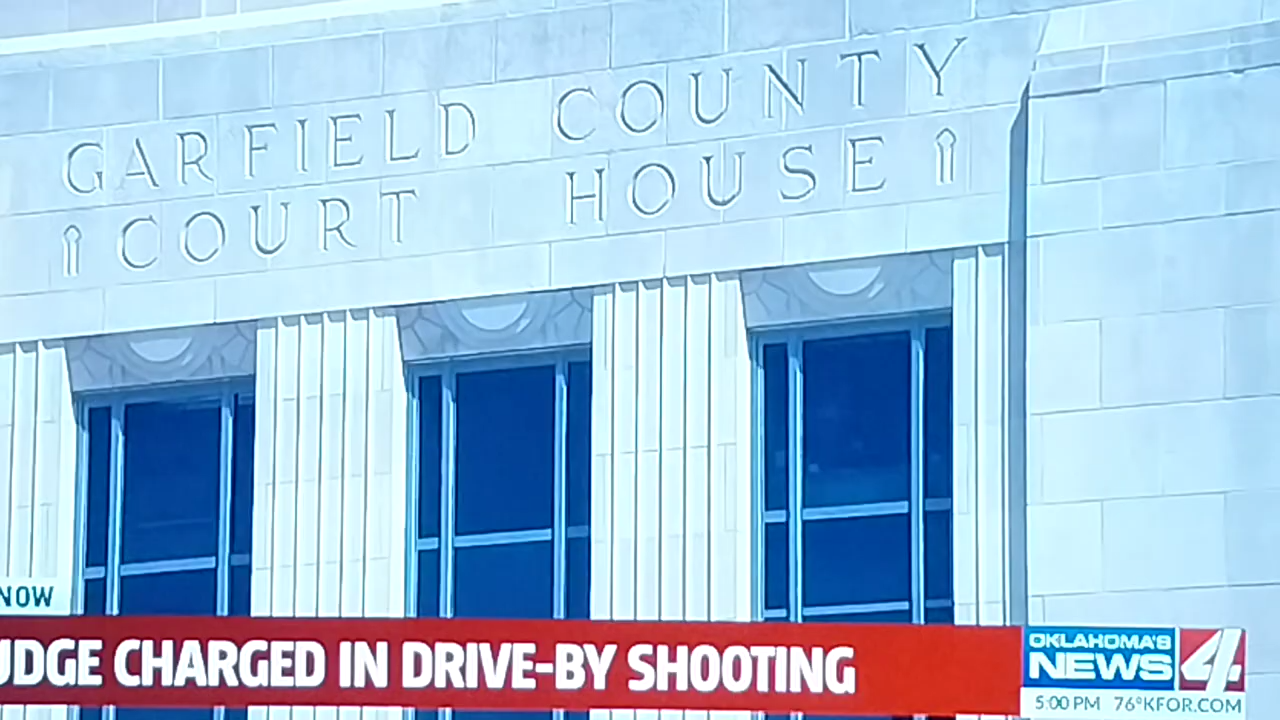 GARFIELD COUNTY
COURT HOUSE
NOW
UDGE CHARGED IN DRIVE-BY SHOOTING
OKLAHOMA'S
NEWS 4
5:00 PM 76° KFOR.COM